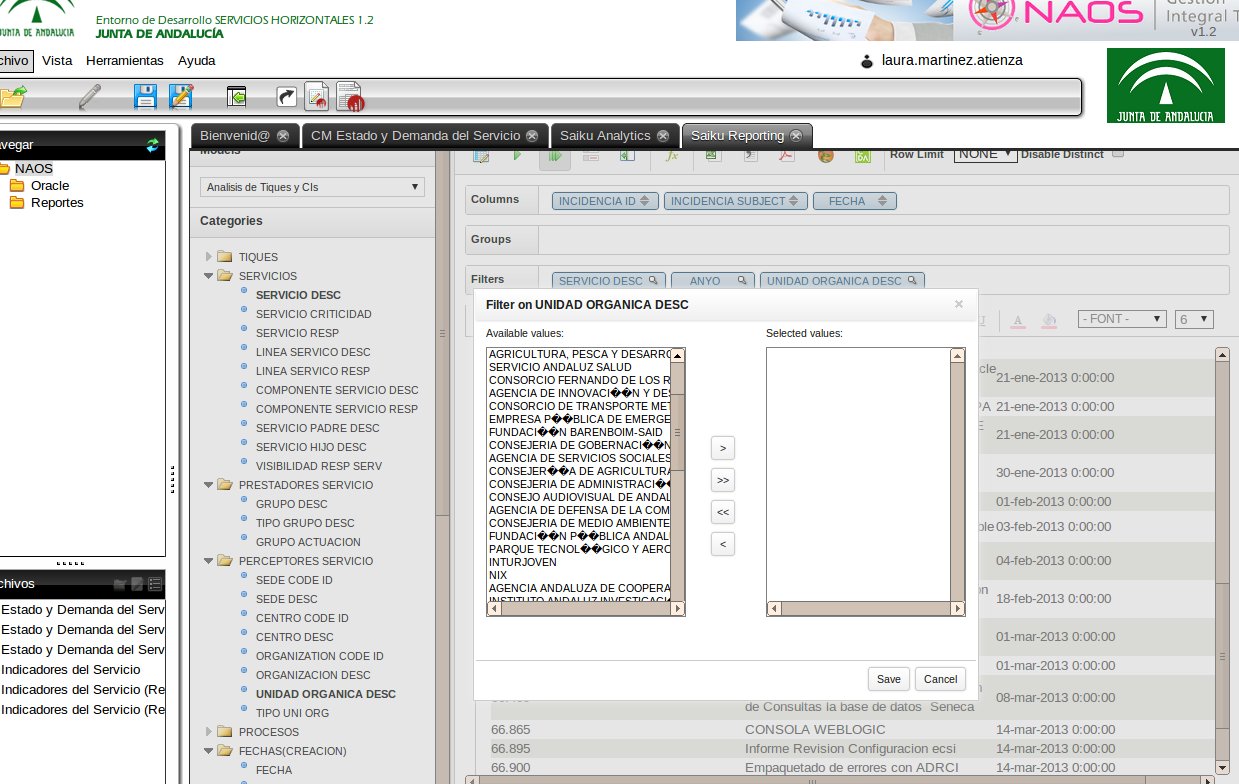 Entorno de Desarrollo SERVICIOS HORIZONTALES 1.2
JUNTA DE ANDALUCÍA
JUNTA DE ANDALUCIA
NAOS
Gestión
Integral T
v1.2
chivo Vista Herramientas Ayuda
laura.martinez.atienza
JUNTA DE ANDALUCIA
avegar
NAOS
Oracle
Reportes
chivos
Estado y Demanda del Serv
Estado y Demanda del Serv
Estado y Demanda del Serv
Indicadores del Servicio
Indicadores del Servicio (Re
Indicadores del Servicio (Re
Bienvenid@
CM Estado y Demanda del Servicio
Saiku Analytics
Saiku Reporting
Models
Analisis de Tiques y CIs
Categories
TIQUES
SERVICIOS
SERVICIO DESC
SERVICIO CRITICIDAD
SERVICIO RESP
LINEA SERVICO DESC
LINEA SERVICO RESP
COMPONENTE SERVICIO DESC
COMPONENTE SERVICIO RESP
SERVICIO PADRE DESC
SERVICIO HIJO DESC
VISIBILIDAD RESP SERV
PRESTADORES SERVICIO
GRUPO DESC
TIPO GRUPO DESC
GRUPO ACTUACION
PERCEPTORES SERVICIO
SEDE CODE ID
SEDE DESC
CENTRO CODE ID
CENTRO DESC
ORGANIZATION CODE ID
ORGANIZACION DESC
UNIDAD ORGANICA DESC
TIPO UNI ORG
PROCESOS
FECHAS(CREACION)
FECHA
Row Limit NONE Disable Distinct
Columns INCIDENCIA ID INCIDENCIA SUBJECT FECHA
Groups
Filters SERVICIO DESC ANYO UNIDAD ORGANICA DESC
- FONT - 6
Filter on UNIDAD ORGANICA DESC
Available values:
AGRICULTURA, PESCA Y DESARRO
SERVICIO ANDALUZ SALUD
CONSORCIO FERNANDO DE LOS R
AGENCIA DE INNOVACI��N Y DES
CONSORCIO DE TRANSPORTE MET
EMPRESA P��BLICA DE EMERGE
FUNDACI��N BARENBOIM-SAID
CONSEJERIA DE GOBERNACI��N
AGENCIA DE SERVICIOS SOCIALES
CONSEJER��A DE AGRICULTURA
CONSEJERIA DE ADMINISTRACI��
CONSEJO AUDIOVISUAL DE ANDAL
AGENCIA DE DEFENSA DE LA COM
CONSEJERIA DE MEDIO AMBIENTE
FUNDACI��N P��BLICA ANDAL
PARQUE TECNOL��GICO Y AERO
INTURJOVEN
NIX
AGENCIA ANDALUZA DE COOPERA
INSTITUTO ANDALUZ INVESTIGACI�
Selected values:
>
>>
<<
<
Save Cancel
cle
21-ene-2013 0:00:00
PA 21-ene-2013 0:00:00
E
21-ene-2013 0:00:00
30-ene-2013 0:00:00
01-feb-2013 0:00:00
ble 03-feb-2013 0:00:00
04-feb-2013 0:00:00
on
18-feb-2013 0:00:00
01-mar-2013 0:00:00
01-mar-2013 0:00:00
08-mar-2013 0:00:00
de Consultas la base de datos Seneca
66.865 CONSOLA WEBLOGIC 14-mar-2013 0:00:00
66.895 Informe Revision Configuracion ecsi 14-mar-2013 0:00:00
66.900 Empaquetado de errores con ADRCI 14-mar-2013 0:00:00